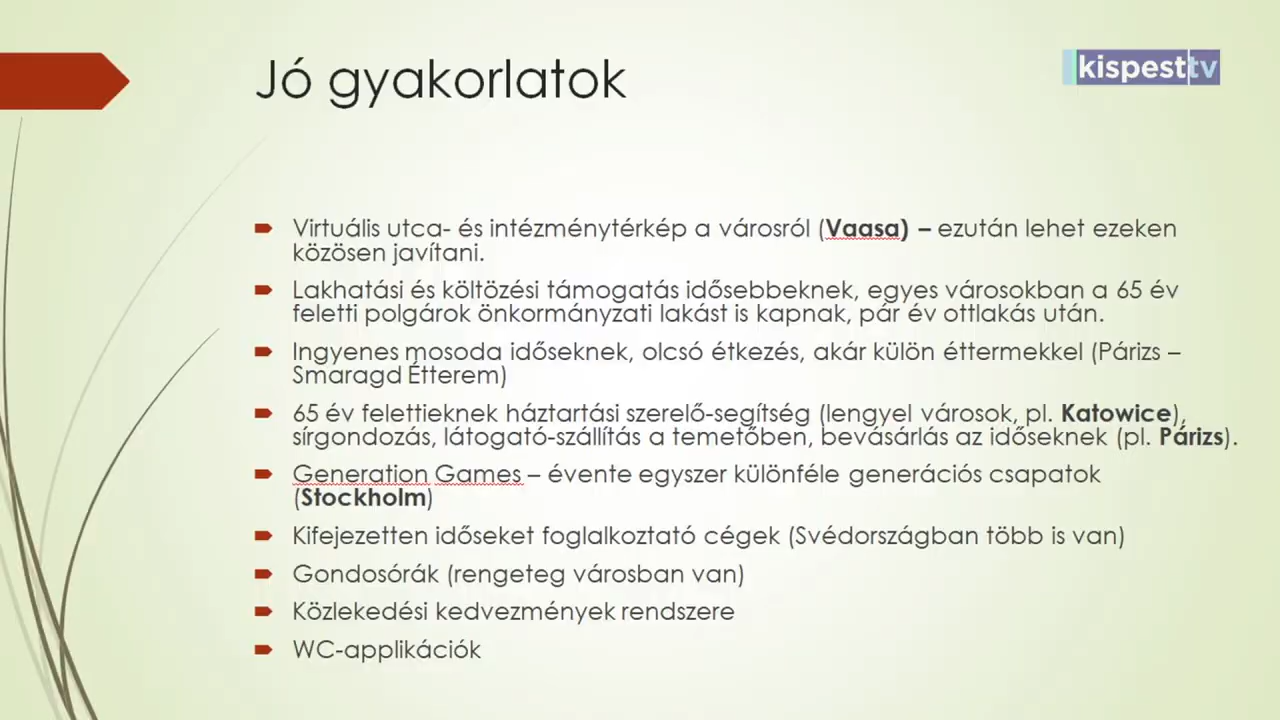 Jó gyakorlatok
kispesttv
Virtuális utca- és intézménytérkép a városról (Vaasa) – ezután lehet ezeken
közösen javítani.
Lakhatási és költözési támogatás idősebbeknek, egyes városokban a 65 év
feletti polgárok önkormányzati lakást is kapnak, pár év ottlakás után.
Ingyenes mosoda időseknek, olcsó étkezés, akár külön éttermekkel (Párizs –
Smaragd Étterem)
65 év felettieknek háztartási szerelő-segítség (lengyel városok, pl. Katowice),
sírgondozás, látogató-szállítás a temetőben, bevásárlás az időseknek (pl. Párizs).
Generation Games – évente egyszer különféle generációs csapatok
(Stockholm)
Kifejezetten időseket foglalkoztató cégek (Svédországban több is van)
Gondosórák (rengeteg városban van)
Közlekedési kedvezmények rendszere
WC-applikációk